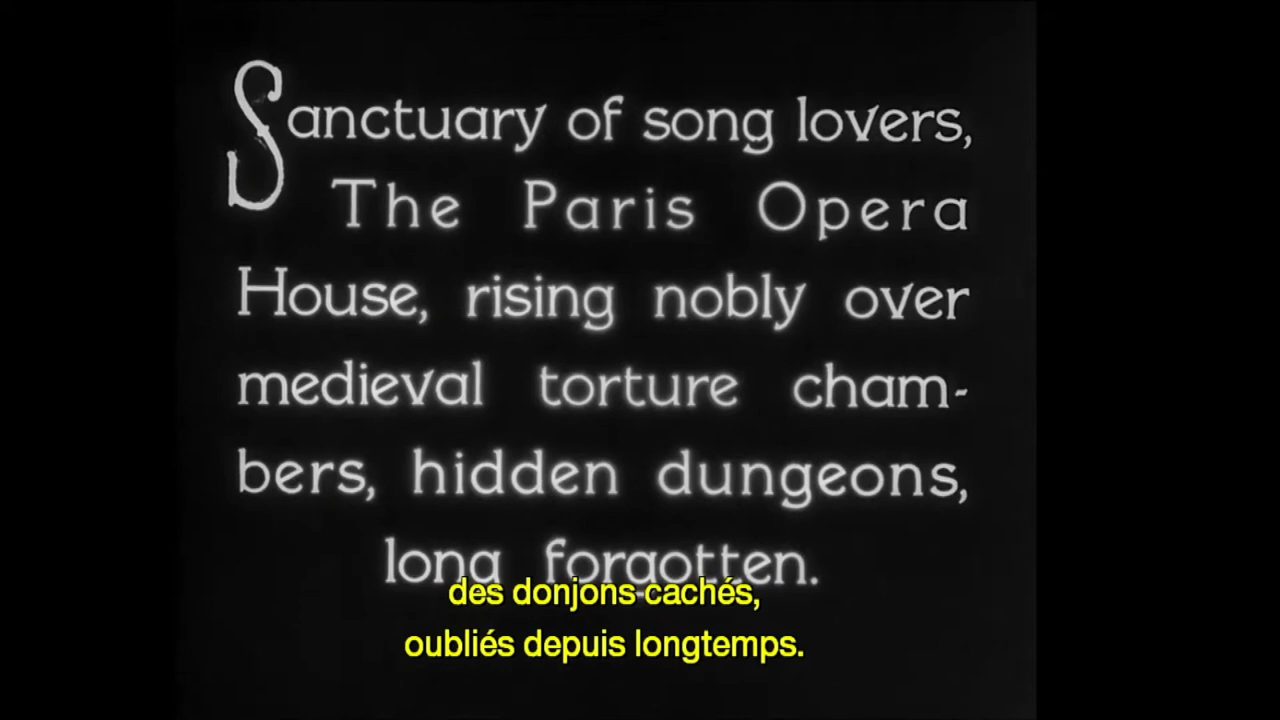 Sanctuary of song lovers,
The Paris Opera
House, rising nobly over
medieval torture cham-
bers, hidden dungeons,
long forgotten.
des donjons cachés,
oubliés depuis longtemps.